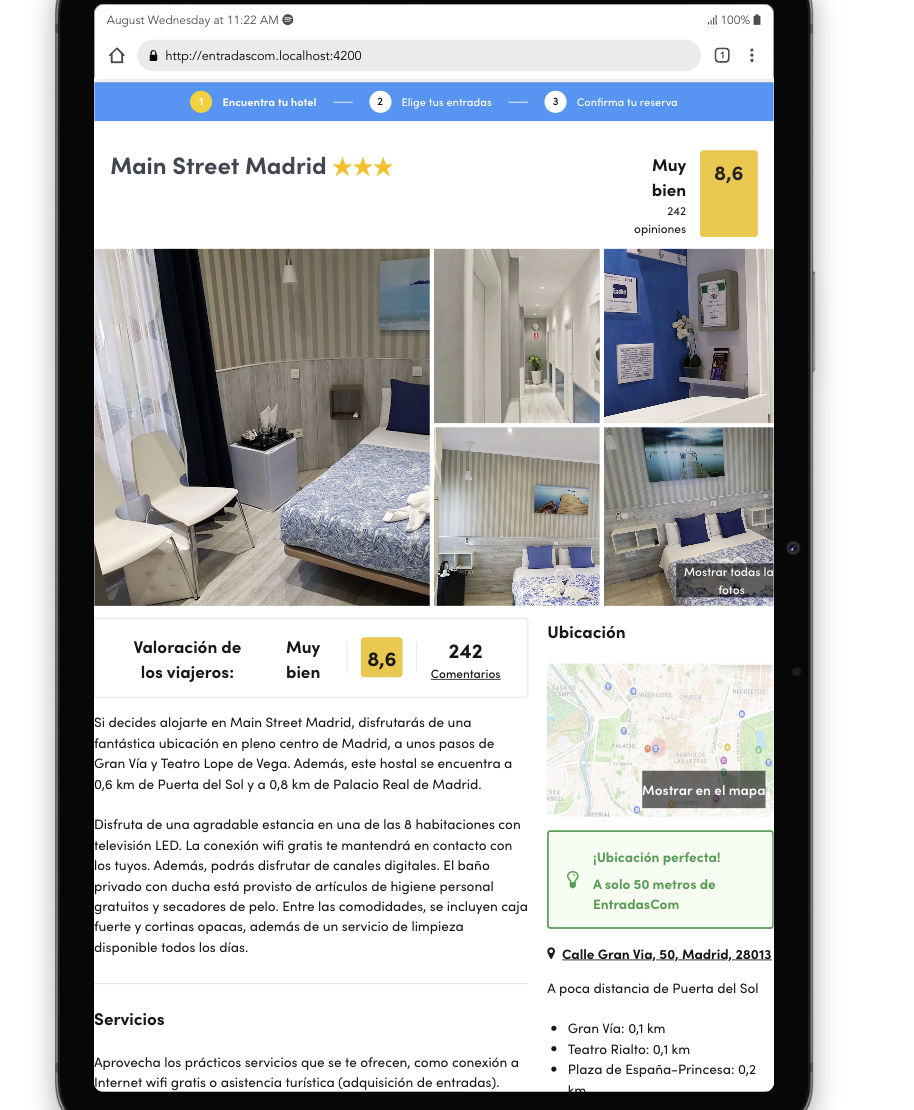 August Wednesday at 11:22 AM
100%
http://entradascom.localhost:4200
1
1 Encuentra tu hotel
2 Elige tus entradas
3 Confirma tu reserva
Main Street Madrid
Muy
bien
242
opiniones
8,6
Mostrar todas la
fotos
Valoración de
los viajeros:
Muy
bien
8,6
242
Comentarios
Si decides alojarte en Main Street Madrid, disfrutarás de una
fantástica ubicación en pleno centro de Madrid, a unos pasos de
Gran Vía y Teatro Lope de Vega. Además, este hostal se encuentra a
0,6 km de Puerta del Sol y a 0,8 km de Palacio Real de Madrid.
Disfruta de una agradable estancia en una de las 8 habitaciones con
televisión LED. La conexión wifi gratis te mantendrá en contacto con
los tuyos. Además, podrás disfrutar de canales digitales. El baño
privado con ducha está provisto de artículos de higiene personal
gratuitos y secadores de pelo. Entre las comodidades, se incluyen caja
fuerte y cortinas opacas, además de un servicio de limpieza
disponible todos los días.
Servicios
Aprovecha los prácticos servicios que se te ofrecen, como conexión a
Internet wifi gratis o asistencia turística (adquisición de entradas).
Ubicación
UNIVERSIDAD
CHUECA
RECOLETOS
PALACIO
BARRIO DE
LAS LETRAS
IMPERIAL
Mostrar en el mapa
¡Ubicación perfecta!
A solo 50 metros de
EntradasCom
Calle Gran Via, 50, Madrid, 28013
A poca distancia de Puerta del Sol
Gran Vía: 0,1 km
Teatro Rialto: 0,1 km
Plaza de España-Princesa: 0,2
km